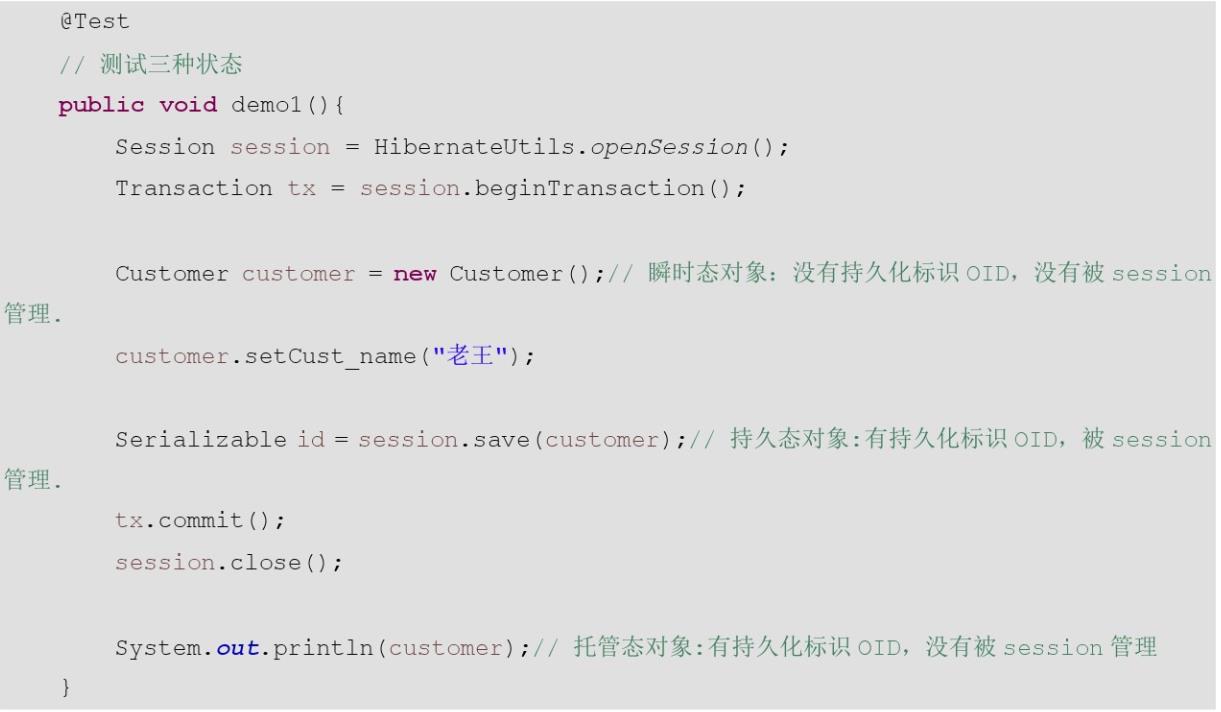 @Test
// 测试三种状态
public void demo1(){
Session session = HibernateUtils.openSession();
Transaction tx = session.beginTransaction();
Customer customer = new Customer();// 瞬时态对象：没有持久化标识 OID，没有被 session
管理.
customer.setCust_name("老王");
Serializable id = session.save(customer);// 持久态对象:有持久化标识 OID，被 session
管理.
tx.commit();
session.close();
System.out.println(customer);// 托管态对象:有持久化标识 OID，没有被 session 管理
}